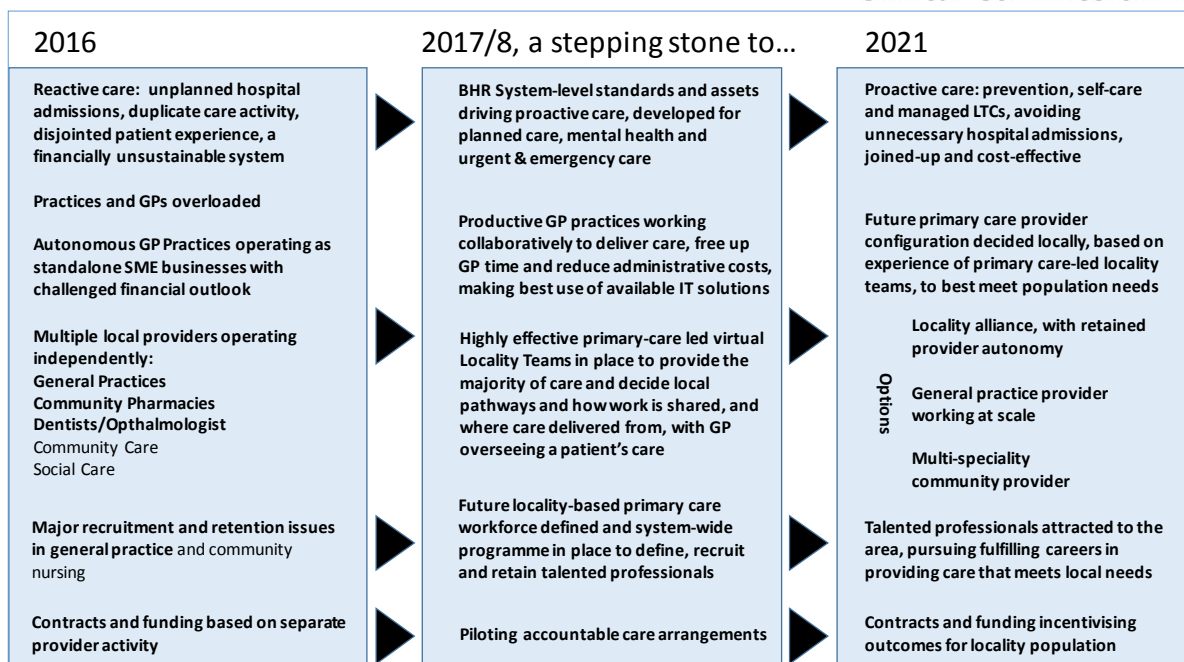 2016
Reactive care:  unplanned hospital
admissions, duplicate care activity,
disjointed patient experience, a
financially unsustainable system
Practices and GPs overloaded
Autonomous GP Practices operating as
standalone SME businesses with
challenged financial outlook
Multiple local providers operating
independently:
General Practices
Community Pharmacies
Dentists/Opthalmologist
Community Care
Social Care
Major recruitment and retention issues
in general practice and community
nursing
Contracts and funding based on separate
provider activity
2017/8, a stepping stone to...
BHR System-level standards and assets
driving proactive care, developed for
planned care, mental health and
urgent & emergency care
Productive GP practices working
collaboratively to deliver care, free up
GP time and reduce administrative costs,
making best use of available IT solutions
Highly effective primary-care led virtual
Locality Teams in place to provide the
majority of care and decide local
pathways and how work is shared, and
where care delivered from, with GP
overseeing a patient's care
Future locality-based primary care
workforce defined and system-wide
programme in place to define, recruit
and retain talented professionals
Piloting accountable care arrangements
2021
Proactive care: prevention, self-care
and managed LTCs, avoiding
unnecessary hospital admissions,
joined-up and cost-effective
Future primary care provider
configuration decided locally, based on
experience of primary care-led locality
teams, to best meet population needs
Options
Locality alliance, with retained
provider autonomy
General practice provider
working at scale
Multi-speciality
community provider
Talented professionals attracted to the
area, pursuing fulfilling careers in
providing care that meets local needs
Contracts and funding incentivising
outcomes for locality population